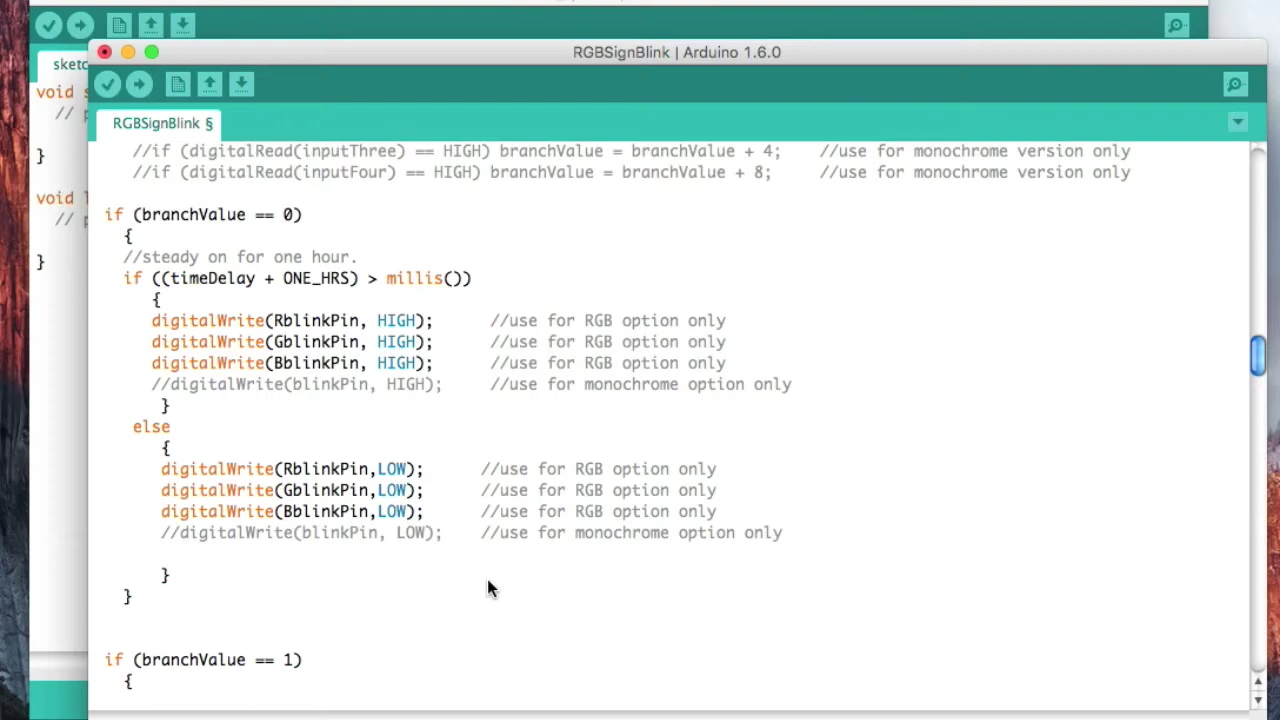 RGBSignBlink | Arduino 1.6.0
sketc
RGBSignBlink §
void s
// p
}
void l
// p
}
//if (digitalRead(inputThree) == HIGH) branchValue = branchValue + 4; //use for monochrome version only
//if (digitalRead(inputFour) == HIGH) branchValue = branchValue + 8; //use for monochrome version only
if (branchValue == 0)
{
//steady on for one hour.
if ((timeDelay + ONE_HRS) > millis())
{
digitalWrite(RblinkPin, HIGH); //use for RGB option only
digitalWrite(GblinkPin, HIGH); //use for RGB option only
digitalWrite(BblinkPin, HIGH); //use for RGB option only
//digitalWrite(blinkPin, HIGH); //use for monochrome option only
}
else
{
digitalWrite(RblinkPin,LOW); //use for RGB option only
digitalWrite(GblinkPin,LOW); //use for RGB option only
digitalWrite(BblinkPin,LOW); //use for RGB option only
//digitalWrite(blinkPin, LOW); //use for monochrome option only
}
}
if (branchValue == 1)
{